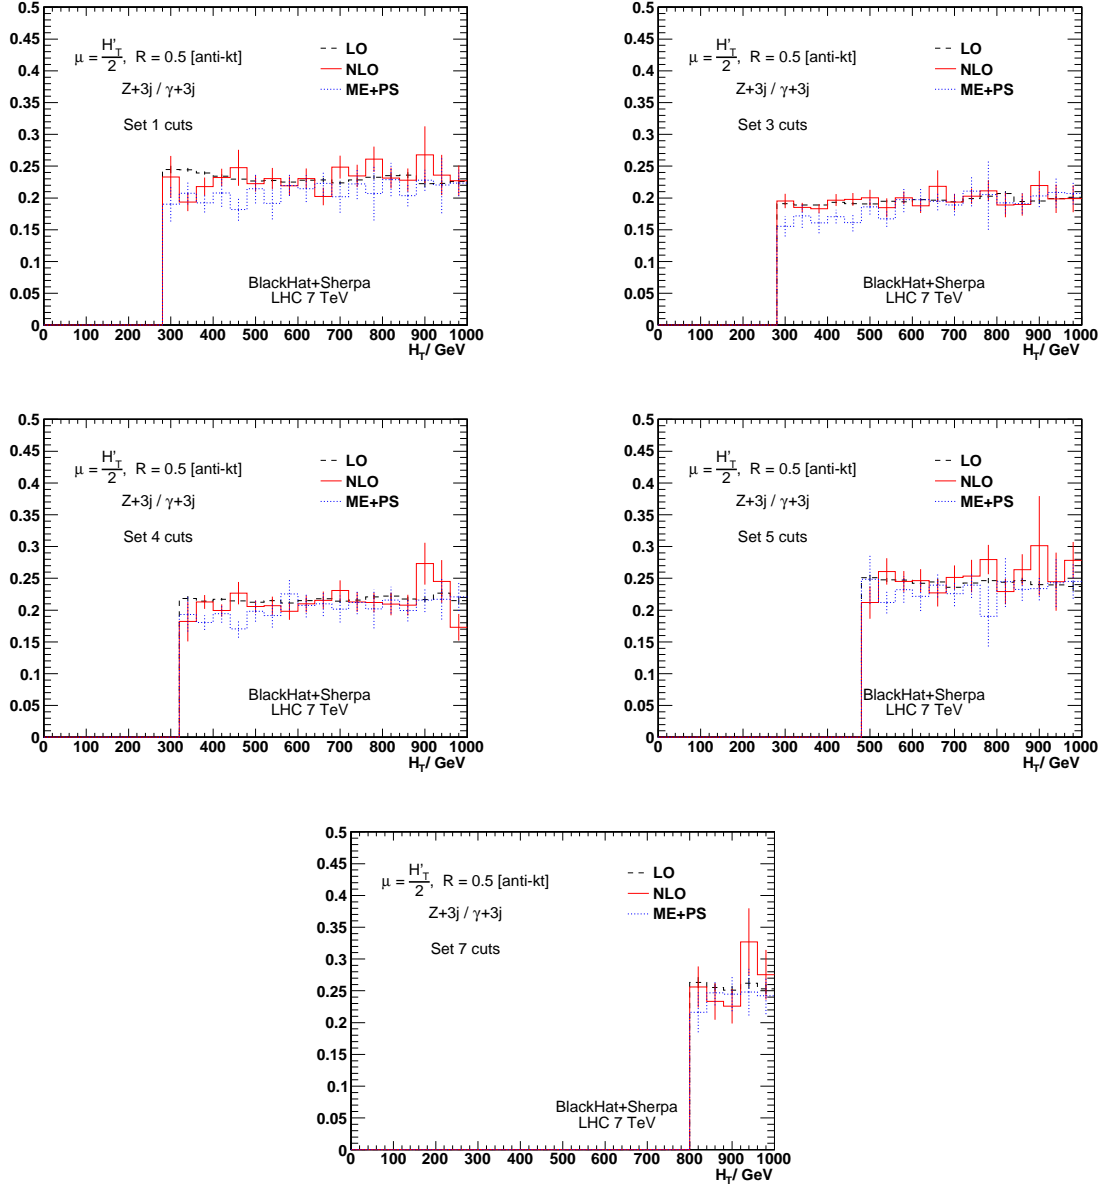 0.5
0.45
0.4
0.35
0.3
0.25
0.2
0.15
0.1
0.05
0
μ = H'_T/2, R = 0.5 [anti-kt]
Z+3j / γ+3j
Set 1 cuts
LO
NLO
ME+PS
BlackHat+Sherpa
LHC 7 TeV
0 100 200 300 400 500 600 700 800 900 1000
H_T/ GeV
0.5
0.45
0.4
0.35
0.3
0.25
0.2
0.15
0.1
0.05
0
μ = H'_T/2, R = 0.5 [anti-kt]
Z+3j / γ+3j
Set 3 cuts
LO
NLO
ME+PS
BlackHat+Sherpa
LHC 7 TeV
0 100 200 300 400 500 600 700 800 900 1000
H_T/ GeV
0.5
0.45
0.4
0.35
0.3
0.25
0.2
0.15
0.1
0.05
0
μ = H'_T/2, R = 0.5 [anti-kt]
Z+3j / γ+3j
Set 4 cuts
LO
NLO
ME+PS
BlackHat+Sherpa
LHC 7 TeV
0 100 200 300 400 500 600 700 800 900 1000
H_T/ GeV
0.5
0.45
0.4
0.35
0.3
0.25
0.2
0.15
0.1
0.05
0
μ = H'_T/2, R = 0.5 [anti-kt]
Z+3j / γ+3j
Set 5 cuts
LO
NLO
ME+PS
BlackHat+Sherpa
LHC 7 TeV
0 100 200 300 400 500 600 700 800 900 1000
H_T/ GeV
0.5
0.45
0.4
0.35
0.3
0.25
0.2
0.15
0.1
0.05
0
μ = H'_T/2, R = 0.5 [anti-kt]
Z+3j / γ+3j
Set 7 cuts
LO
NLO
ME+PS
BlackHat+Sherpa
LHC 7 TeV
0 100 200 300 400 500 600 700 800 900 1000
H_T/ GeV